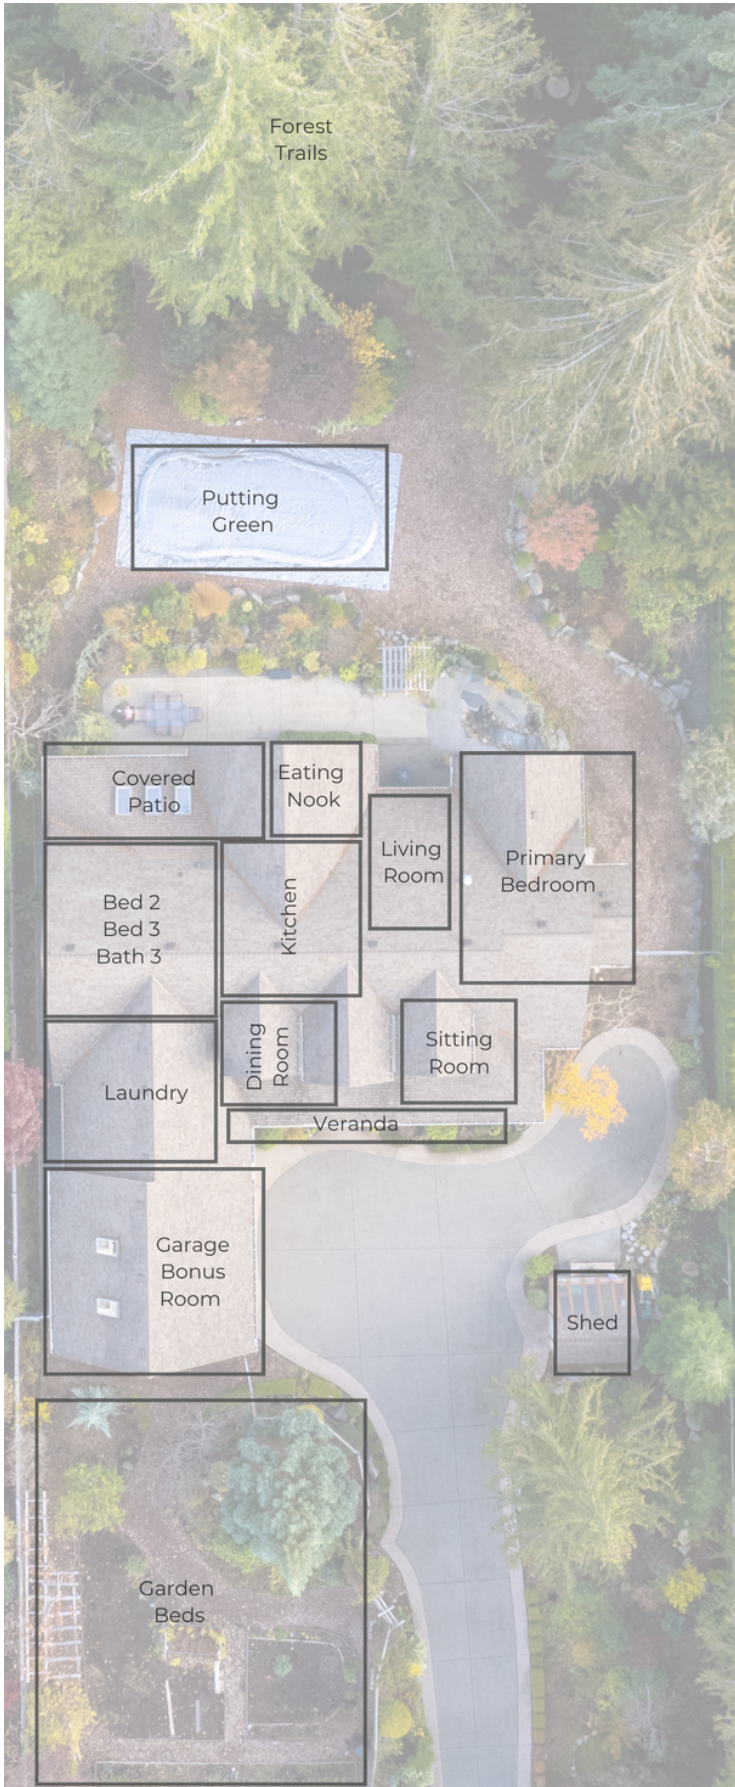 Forest
Trails
Putting
Green
Covered
Patio
Eating
Nook
Living
Room
Primary
Bedroom
Bed 2
Bed 3
Bath 3
Kitchen
Dining
Room
Sitting
Room
Laundry
Veranda
Garage
Bonus
Room
Shed
Garden
Beds